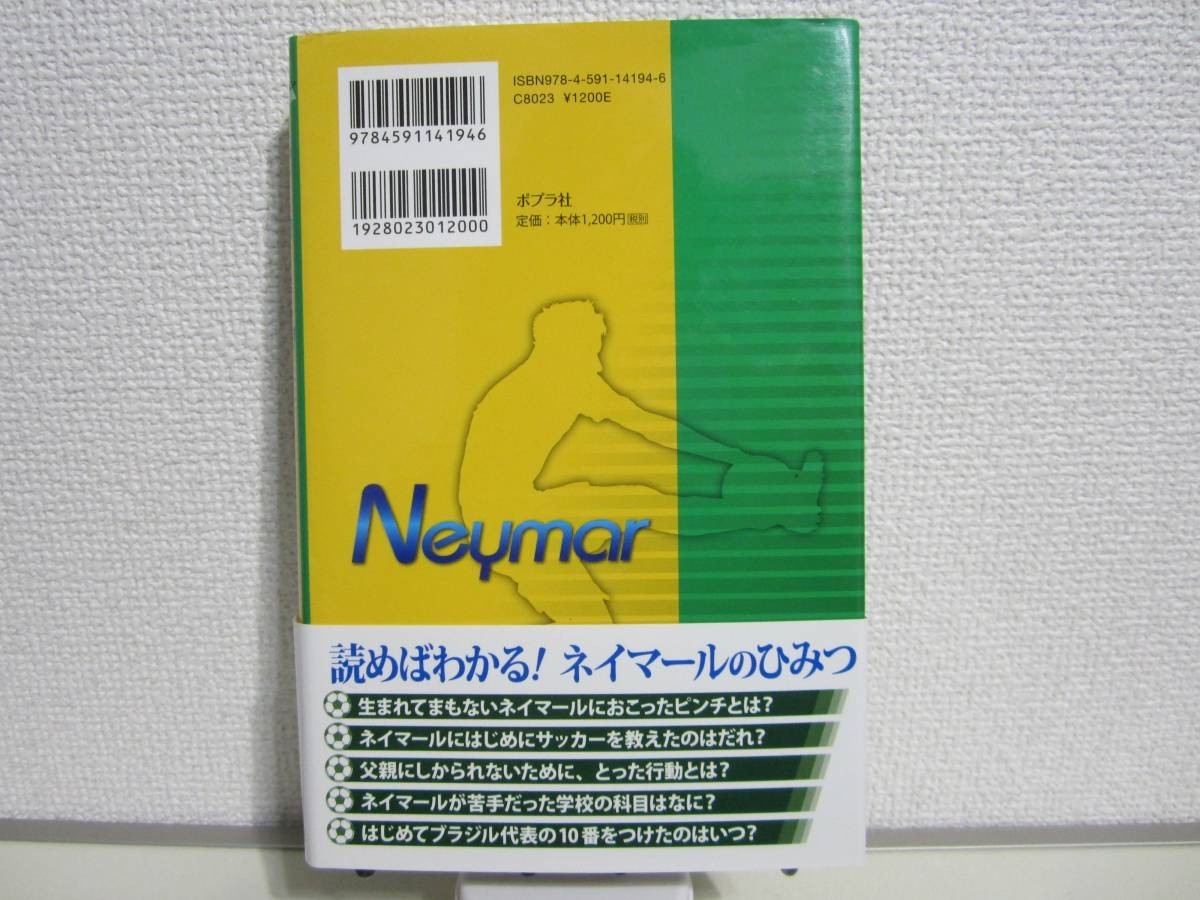 9784591141946
1928023012000
ISBN978-4-591-14194-6
C8023 ¥1200E
ポプラ社
定価：本体1,200円税別
Neymar
読めばわかる！ ネイマールのひみつ
生まれてまもないネイマールにおこったピンチとは？
ネイマールにはじめにサッカーを教えたのはだれ？
父親にしかられないために、とった行動とは？
ネイマールが苦手だった学校の科目はなに？
はじめてブラジル代表の10番をつけたのはいつ？